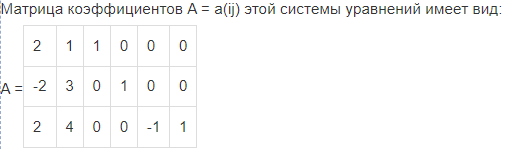 Матрица коэффициентов A = a(ij) этой системы уравнений имеет вид:
2 1 1 0 0 0
A = -2 3 0 1 0 0
2 4 0 0 -1 1